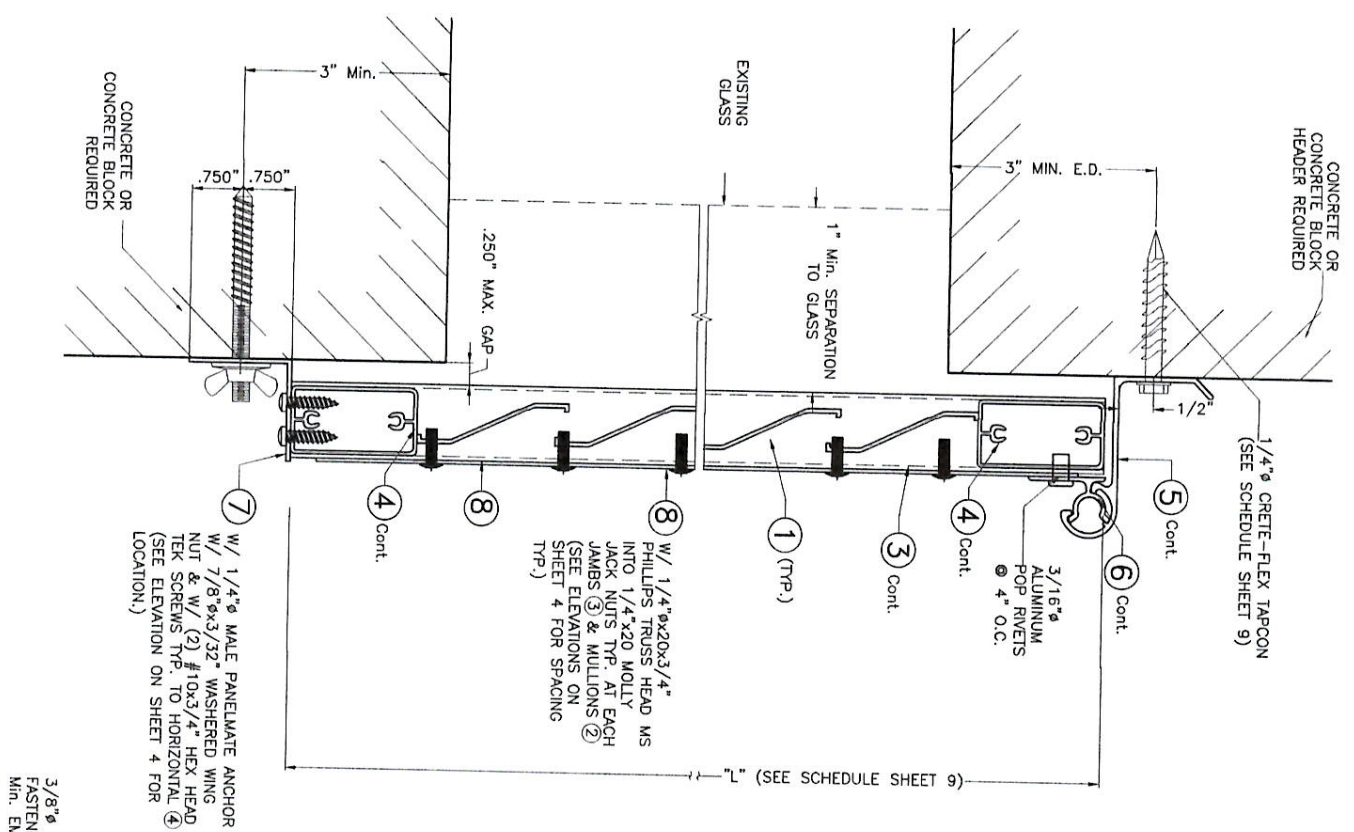 CONCRETE OR
CONCRETE BLOCK
HEADER REQUIRED
1/4"ø CRETE-FLEX TAPCON
(SEE SCHEDULE SHEET 9)
3" MIN. E.D.
1/2"
5 Cont.
6 Cont.
3/16"ø
ALUMINUM
POP RIVETS
@ 4" O.C.
4 Cont.
3 Cont.
1 (TYP.)
EXISTING
GLASS
1" Min. SEPARATION
TO GLASS
8 W/ 1/4"øx20x3/4"
PHILLIPS TRUSS HEAD MS
INTO 1/4"x20 MOLLY
JACK NUTS TYP. AT EACH
JAMBS 3 & MULLIONS 2
(SEE ELEVATIONS ON
SHEET 4 FOR SPACING
TYP.)
8
"L" (SEE SCHEDULE SHEET 9)
3" Min.
.250" MAX. GAP
4 Cont.
.750"
.750"
CONCRETE OR
CONCRETE BLOCK
REQUIRED
7 W/ 1/4"ø MALE PANELMATE ANCHOR
W/ 7/8"øx3/32" WASHERED WING
NUT & W/ (2) #10x3/4" HEX HEAD
TEK SCREWS TYP. TO HORIZONTAL 4
(SEE ELEVATION ON SHEET 4 FOR
LOCATION.)
3/8"ø
FASTEN
Min.